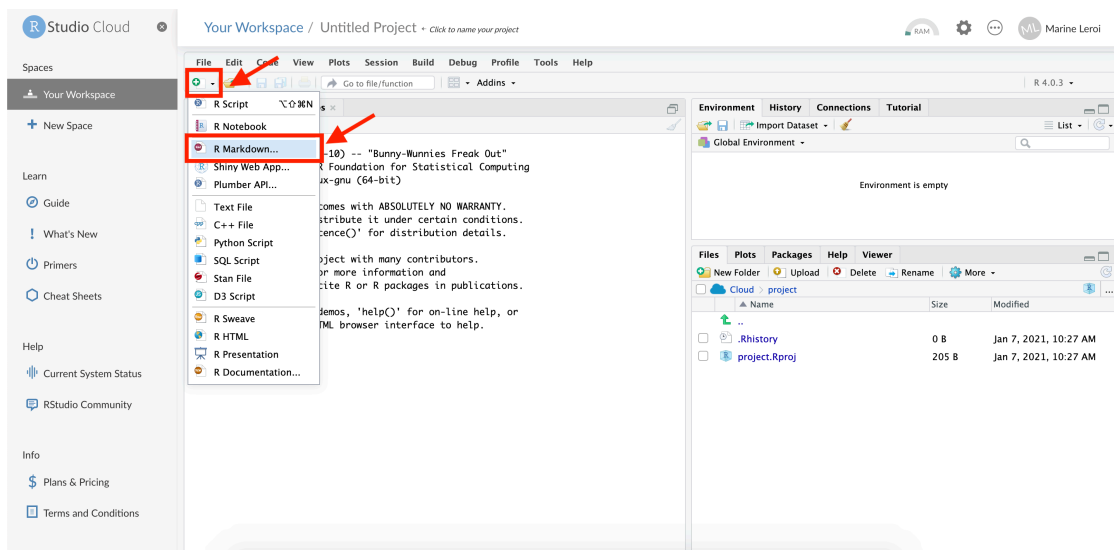 R Studio Cloud
Your Workspace / Untitled Project + Click to name your project
RAM
ML Marine Leroi
Spaces
Your Workspace
New Space
Learn
Guide
What's New
Primers
Cheat Sheets
Help
Current System Status
RStudio Community
Info
Plans & Pricing
Terms and Conditions
File Edit Code View Plots Session Build Debug Profile Tools Help
Go to file/function Addins
R 4.0.3
R Script ⌥⇧⌘N
R Notebook
R Markdown...
Shiny Web App...
Plumber API...
Text File
C++ File
Python Script
SQL Script
Stan File
D3 Script
R Sweave
R HTML
R Presentation
R Documentation...
-10) -- "Bunny-Wunnies Freak Out"
R Foundation for Statistical Computing
ux-gnu (64-bit)
comes with ABSOLUTELY NO WARRANTY.
stribute it under certain conditions.
cence()' for distribution details.
oject with many contributors.
or more information and
cite R or R packages in publications.
demos, 'help()' for on-line help, or
TML browser interface to help.
Environment History Connections Tutorial
Import Dataset List
Global Environment
Environment is empty
Files Plots Packages Help Viewer
New Folder Upload Delete Rename More
Cloud > project
Name Size Modified
..
.Rhistory 0 B Jan 7, 2021, 10:27 AM
project.Rproj 205 B Jan 7, 2021, 10:27 AM